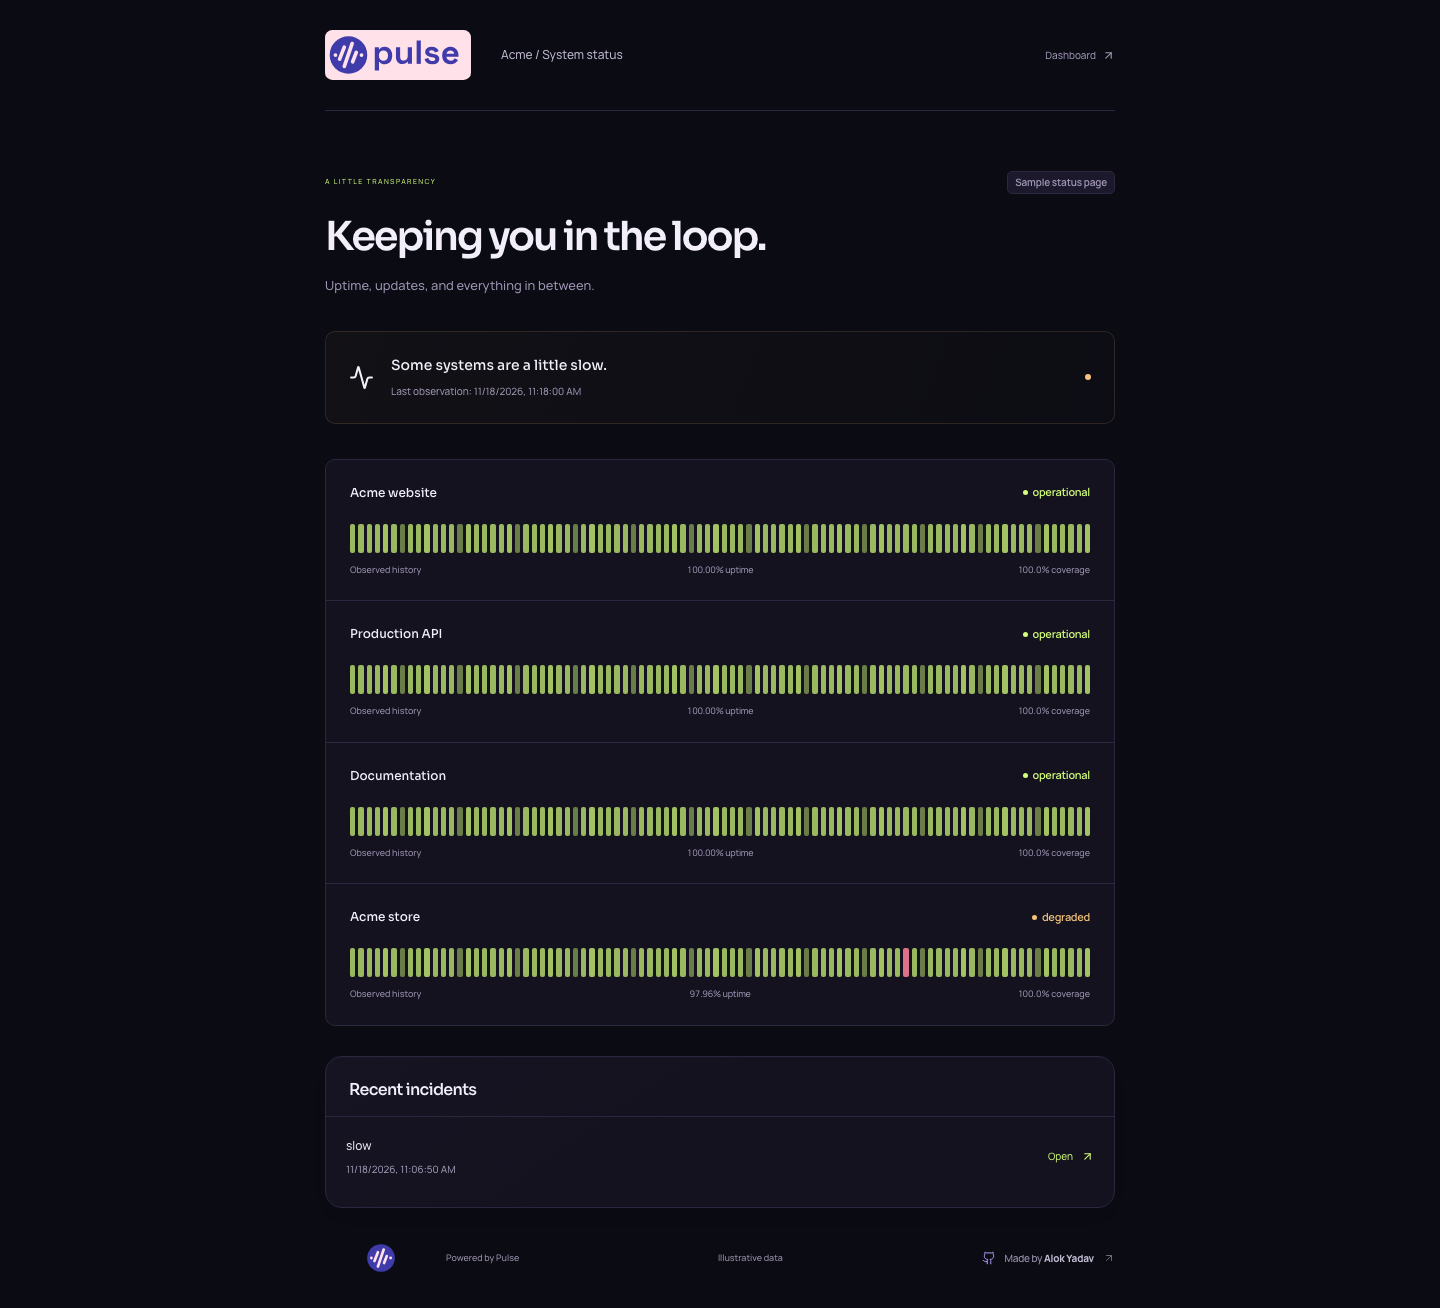 pulse
Acme / System status
Dashboard
A LITTLE TRANSPARENCY
Sample status page
Keeping you in the loop.
Uptime, updates, and everything in between.
Some systems are a little slow.
Last observation: 11/18/2026, 11:18:00 AM
Acme website
operational
Observed history
100.00% uptime
100.0% coverage
Production API
operational
Observed history
100.00% uptime
100.0% coverage
Documentation
operational
Observed history
100.00% uptime
100.0% coverage
Acme store
degraded
Observed history
97.96% uptime
100.0% coverage
Recent incidents
slow
11/18/2026, 11:06:50 AM
Open
Powered by Pulse
Illustrative data
Made by Alok Yadav